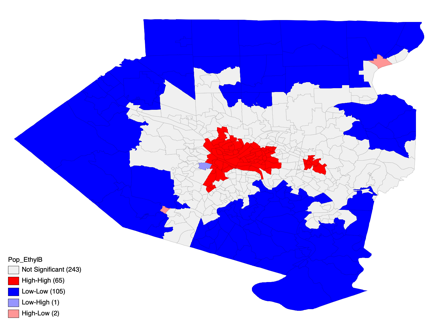 Pop_EthylB
Not Significant (243)
High-High (65)
Low-Low (105)
Low-High (1)
High-Low (2)